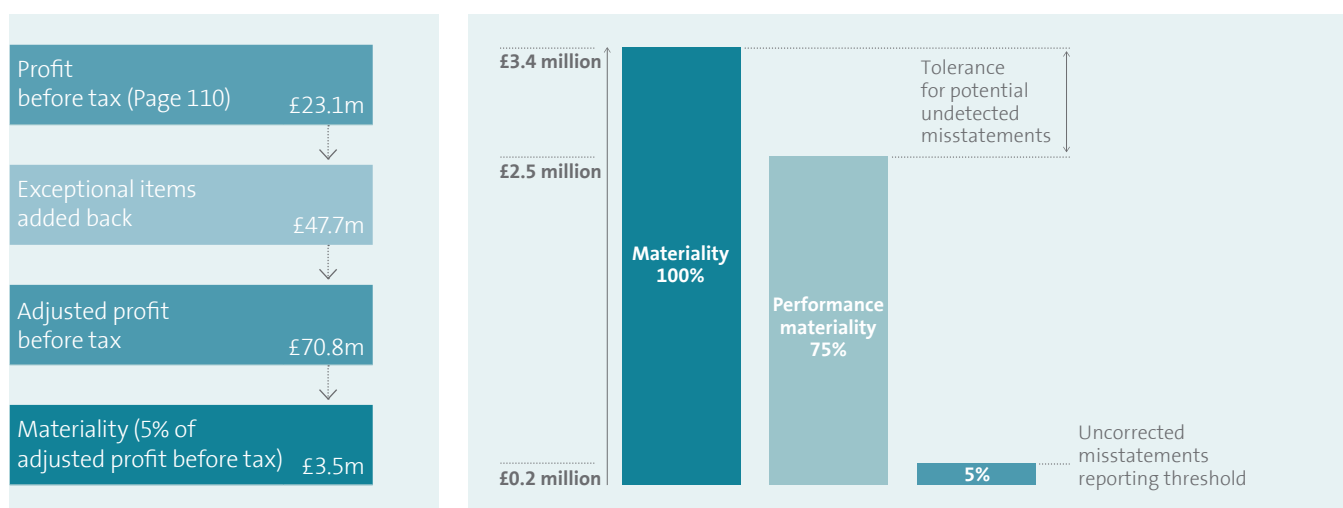 Profit
before tax (Page 110) £23.1m
Exceptional items
added back £47.7m
Adjusted profit
before tax £70.8m
Materiality (5% of
adjusted profit before tax) £3.5m
£3.4 million
£2.5 million
£0.2 million
Materiality
100%
Performance
materiality
75%
5%
Tolerance
for potential
undetected
misstatements
Uncorrected
misstatements
reporting threshold